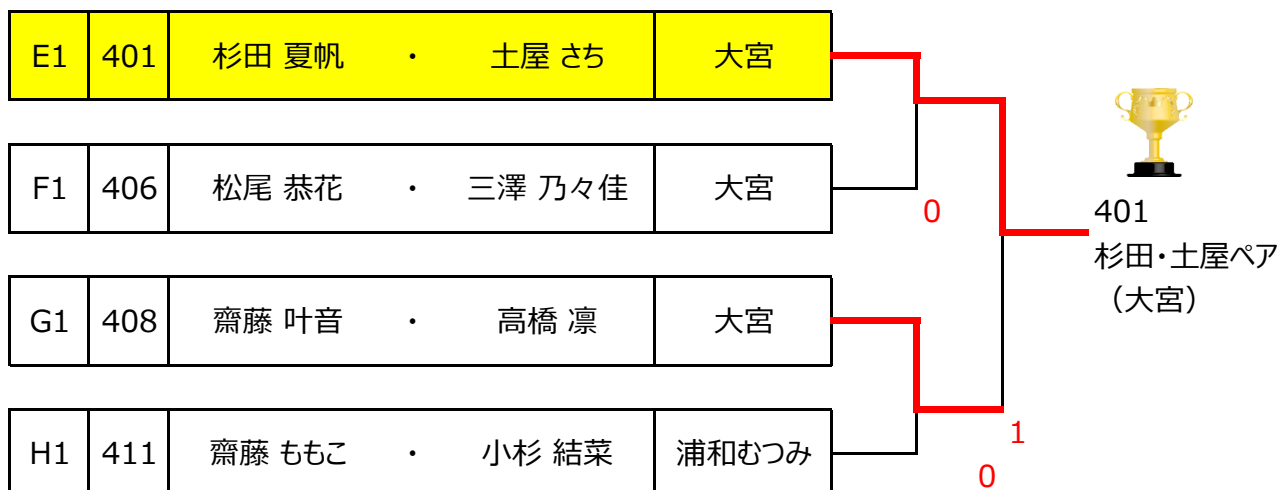 E1 401 杉田 夏帆 ・ 土屋 さち 大宮
F1 406 松尾 恭花 ・ 三澤 乃々佳 大宮
0
401
杉田・土屋ペア
（大宮）
G1 408 齋藤 叶音 ・ 高橋 凛 大宮
H1 411 齋藤 ももこ ・ 小杉 結菜 浦和むつみ
1
0